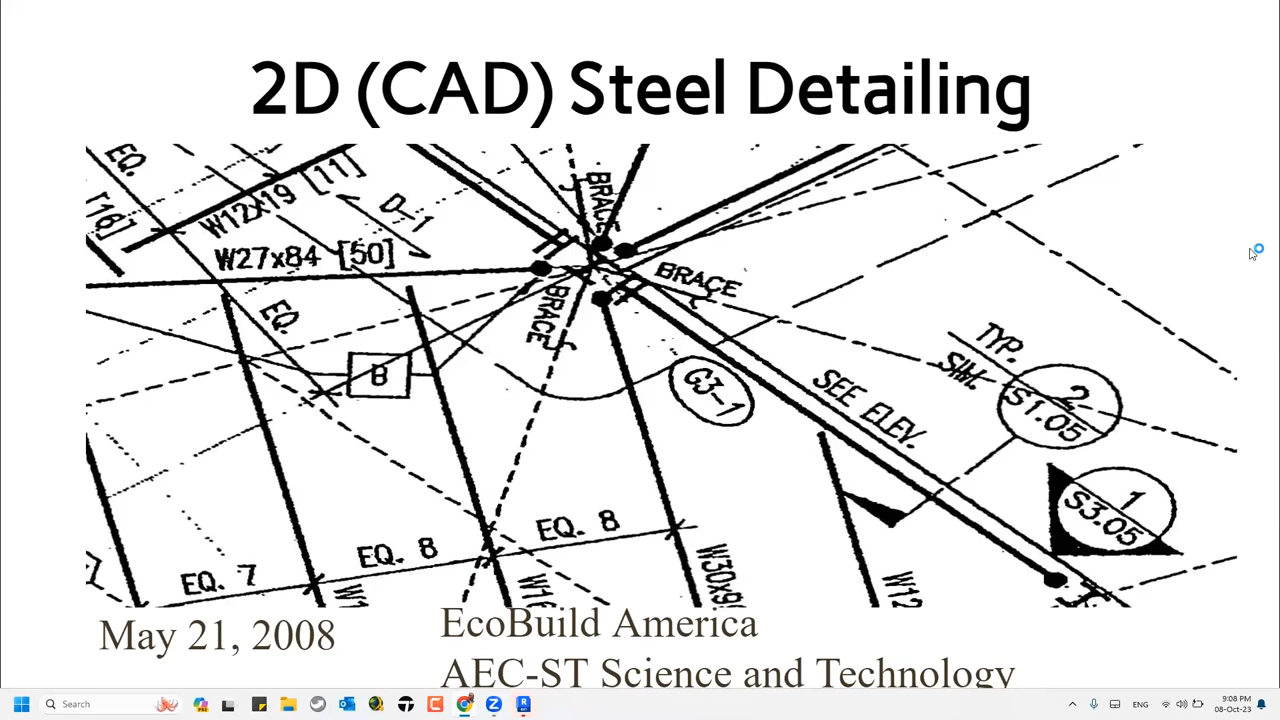 2D (CAD) Steel Detailing
EQ.
W12x19 [11]
D-1
BRACE
W27x84 [50]
BRACE
EQ.
BRACE
TYP.
SIM.
B
G3-1
SEE ELEV.
2
S1.05
1
S3.05
EQ. 8
EQ. 8
EQ. 7
W12
May 21, 2008
EcoBuild America
AEC-ST Science and Technology
Search
ENG
9:08 PM
08-Oct-23